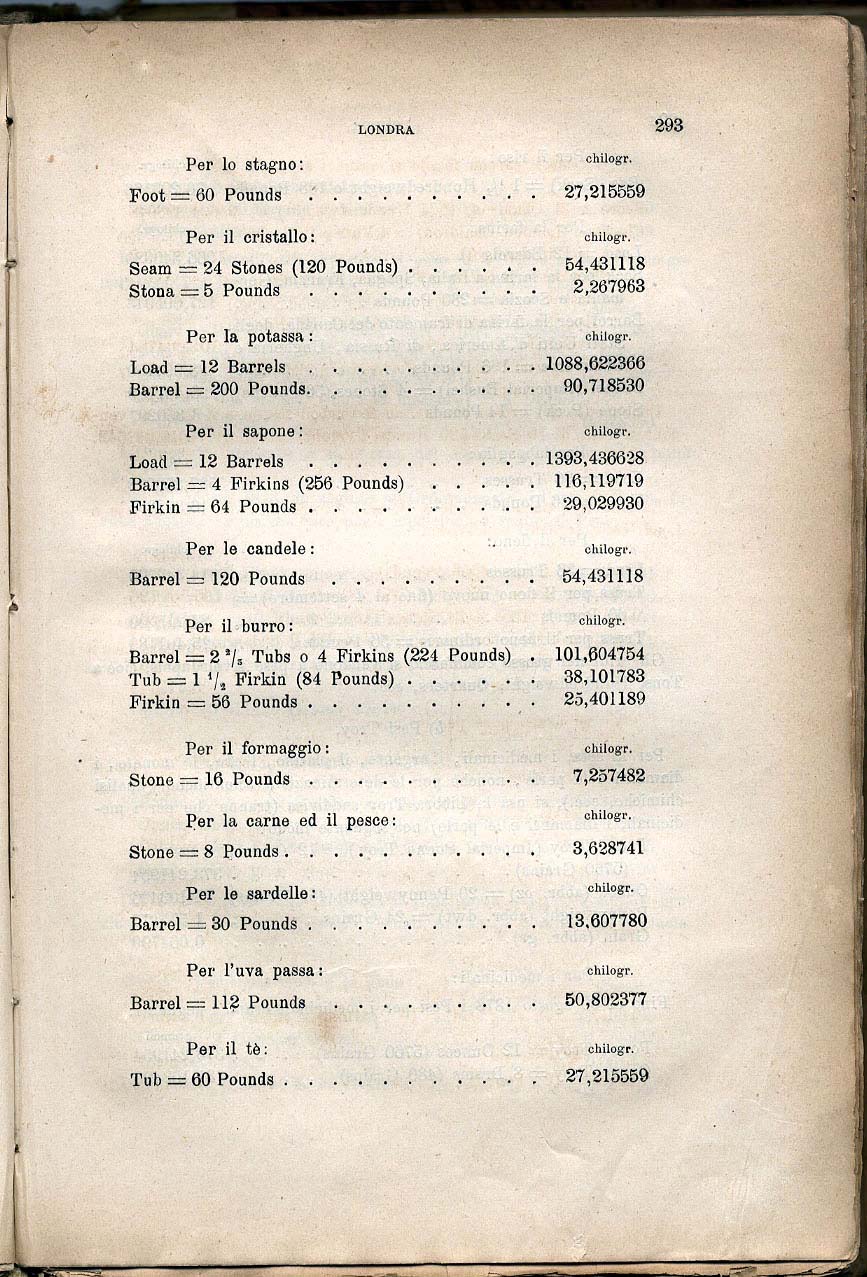 LONDRA 293
Per lo stagno: chilogr.
Foot = 60 Pounds . . . . . . . . . . 27,215559
Per il cristallo: chilogr.
Seam = 24 Stones (120 Pounds) . . . . . . 54,431118
Stona = 5 Pounds . . . . . . . . . . 2,267963
Per la potassa: chilogr.
Load = 12 Barrels . . . . . . . . . . 1088,622366
Barrel = 200 Pounds. . . . . . . . . . 90,718530
Per il sapone: chilogr.
Load = 12 Barrels . . . . . . . . . . 1393,436628
Barrel = 4 Firkins (256 Pounds) . . . . . 116,119719
Firkin = 64 Pounds . . . . . . . . . . 29,029930
Per le candele: chilogr.
Barrel = 120 Pounds . . . . . . . . . 54,431118
Per il burro: chilogr.
Barrel = 2 2/3 Tubs o 4 Firkins (224 Pounds) . 101,604754
Tub = 1 1/2 Firkin (84 Pounds) . . . . . . 38,101783
Firkin = 56 Pounds . . . . . . . . . . 25,401189
Per il formaggio: chilogr.
Stone = 16 Pounds . . . . . . . . . . 7,257482
Per la carne ed il pesce: chilogr.
Stone = 8 Pounds . . . . . . . . . . . 3,628741
Per le sardelle: chilogr.
Barrel = 30 Pounds . . . . . . . . . . 13,607780
Per l'uva passa: chilogr.
Barrel = 112 Pounds . . . . . . . . . 50,802377
Per il tè: chilogr.
Tub = 60 Pounds . . . . . . . . . . . 27,215559